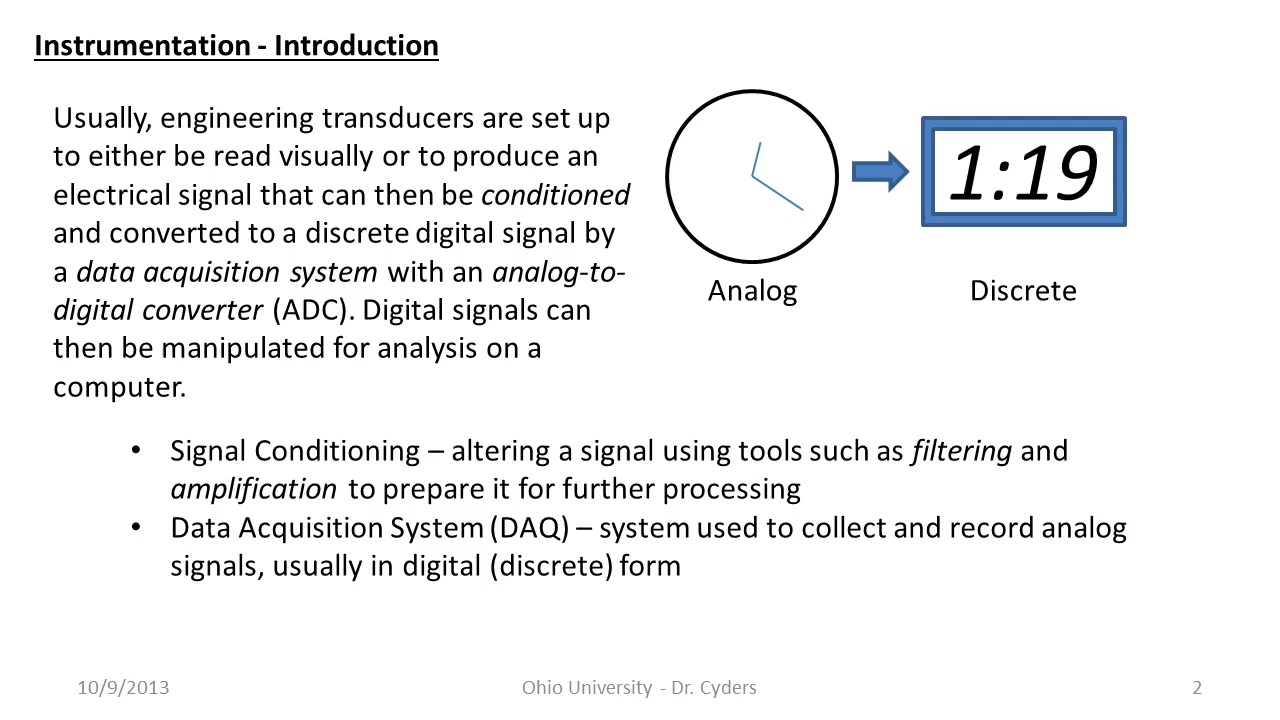 Instrumentation - Introduction
Usually, engineering transducers are set up
to either be read visually or to produce an
electrical signal that can then be conditioned
and converted to a discrete digital signal by
a data acquisition system with an analog-to-
digital converter (ADC). Digital signals can
then be manipulated for analysis on a
computer.
1:19
Analog
Discrete
• Signal Conditioning – altering a signal using tools such as filtering and
amplification to prepare it for further processing
• Data Acquisition System (DAQ) – system used to collect and record analog
signals, usually in digital (discrete) form
10/9/2013
Ohio University - Dr. Cyders
2